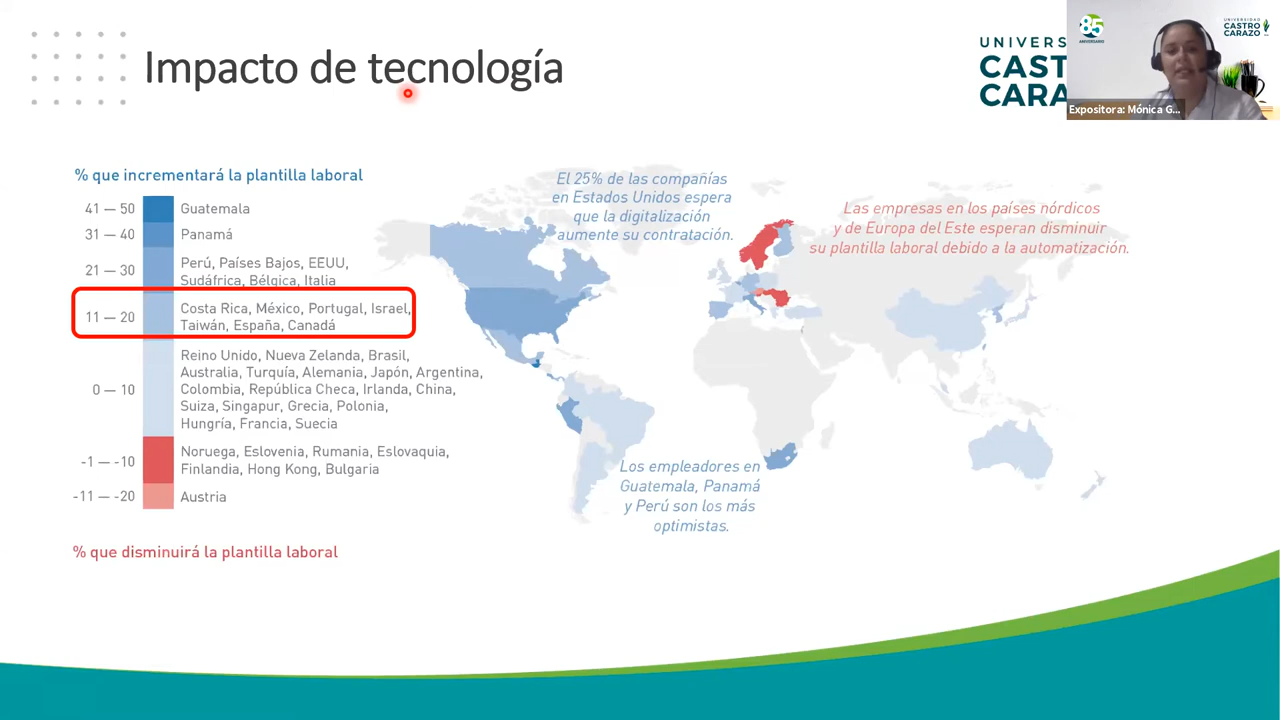 Impacto de tecnología
UNIVERS
CAST
CARA
85
ANIVERSARIO
UNIVERSIDAD
CASTRO
CARAZO
Expositora: Mónica G...
% que incrementará la plantilla laboral
41 — 50 Guatemala
31 — 40 Panamá
21 — 30 Perú, Países Bajos, EEUU,
Sudáfrica, Bélgica, Italia
11 — 20 Costa Rica, México, Portugal, Israel,
Taiwán, España, Canadá
0 — 10 Reino Unido, Nueva Zelanda, Brasil,
Australia, Turquía, Alemania, Japón, Argentina,
Colombia, República Checa, Irlanda, China,
Suiza, Singapur, Grecia, Polonia,
Hungría, Francia, Suecia
-1 — -10 Noruega, Eslovenia, Rumania, Eslovaquia,
Finlandia, Hong Kong, Bulgaria
-11 — -20 Austria
% que disminuirá la plantilla laboral
El 25% de las compañías
en Estados Unidos espera
que la digitalización
aumente su contratación.
Las empresas en los países nórdicos
y de Europa del Este esperan disminuir
su plantilla laboral debido a la automatización.
Los empleadores en
Guatemala, Panamá
y Perú son los más
optimistas.